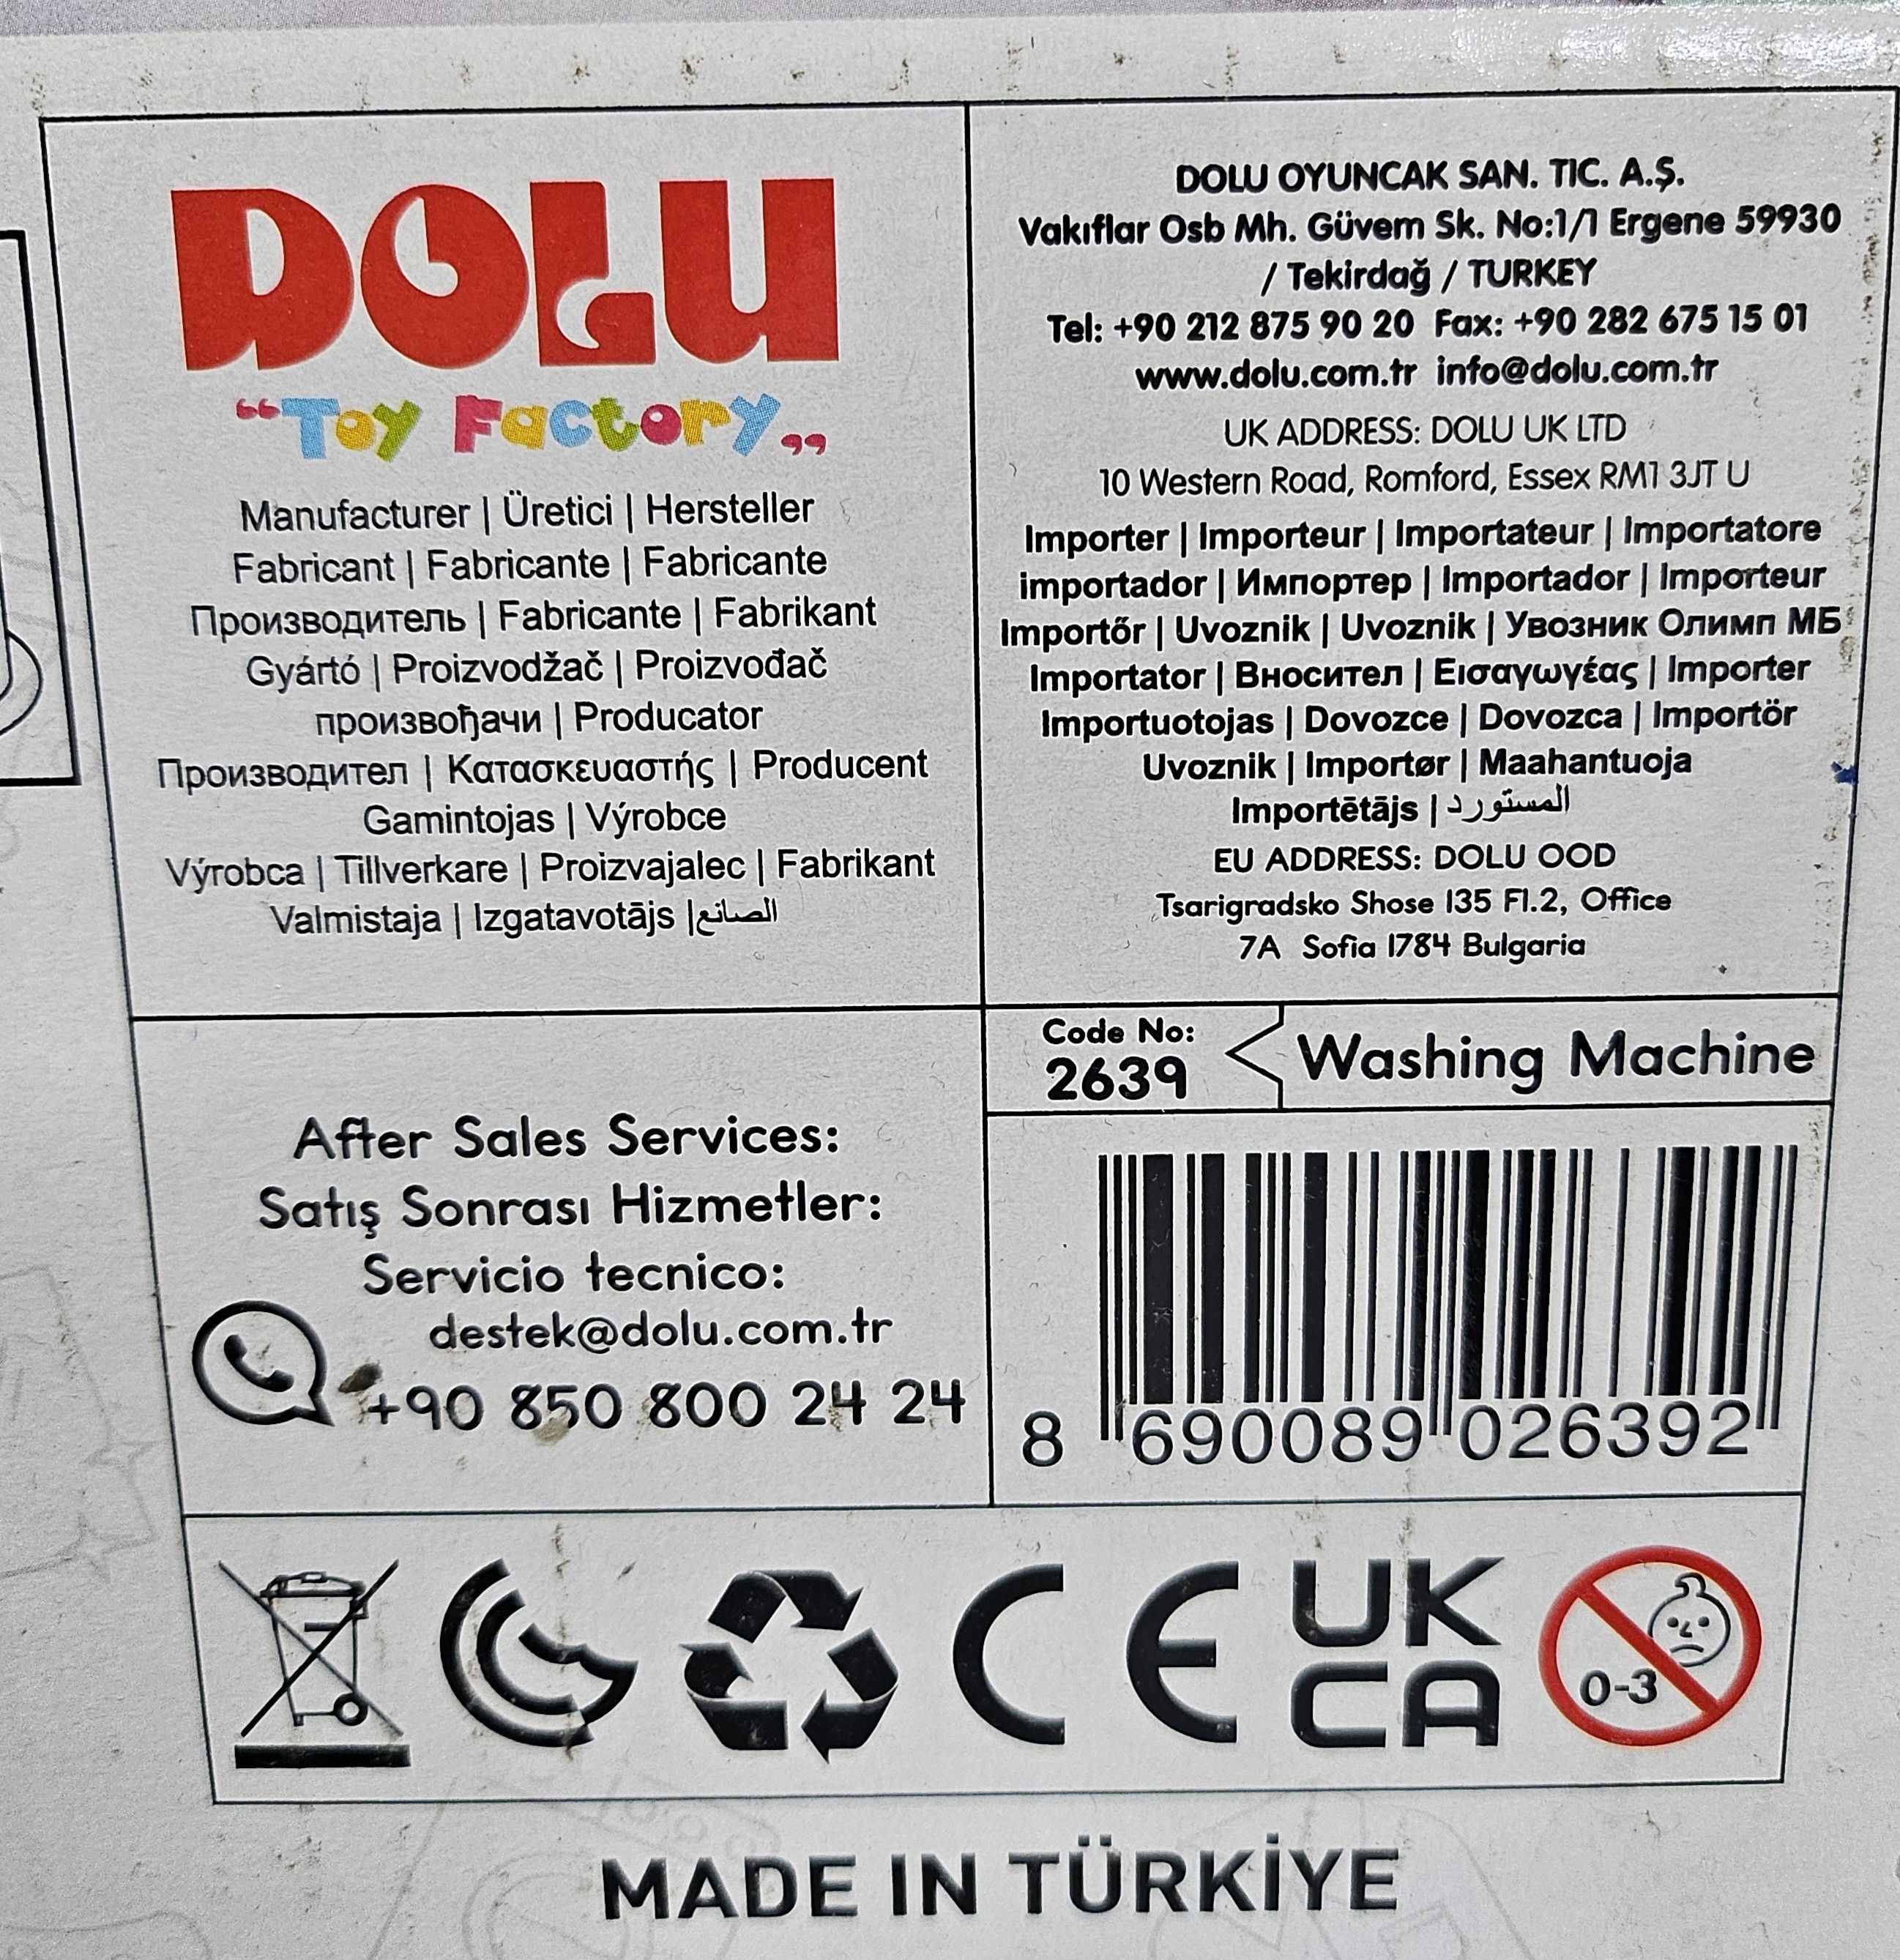 DOLU
“Toy Factory„
Manufacturer | Üretici | Hersteller
Fabricant | Fabricante | Fabricante
Производитель | Fabricante | Fabrikant
Gyártó | Proizvodžač | Proizvođač
произвођачи | Producator
Производител | Κατασκευαστής | Producent
Gamintojas | Výrobce
Výrobca | Tillverkare | Proizvajalec | Fabrikant
Valmistaja | Izgatavotājs |الصانع
DOLU OYUNCAK SAN. TIC. A.Ş.
Vakıflar Osb Mh. Güvem Sk. No:1/1 Ergene 59930
/ Tekirdağ / TURKEY
Tel: +90 212 875 90 20 Fax: +90 282 675 15 01
www.dolu.com.tr info@dolu.com.tr
UK ADDRESS: DOLU UK LTD
10 Western Road, Romford, Essex RM1 3JT U
Importer | Importeur | Importateur | Importatore
importador | Импортер | Importador | Importeur
Importőr | Uvoznik | Uvoznik | Увозник Олимп МБ
Importator | Вносител | Εισαγωγέας | Importer
Importuotojas | Dovozce | Dovozca | Importör
Uvoznik | Importør | Maahantuoja
Importētājs | المستورد
EU ADDRESS: DOLU OOD
Tsarigradsko Shose 135 Fl.2, Office
7A Sofia 1784 Bulgaria
Code No:
2639
Washing Machine
After Sales Services:
Satış Sonrası Hizmetler:
Servicio tecnico:
destek@dolu.com.tr
+90 850 800 24 24
8 690089 026392
CE
UK
CA
0-3
MADE IN TÜRKİYE